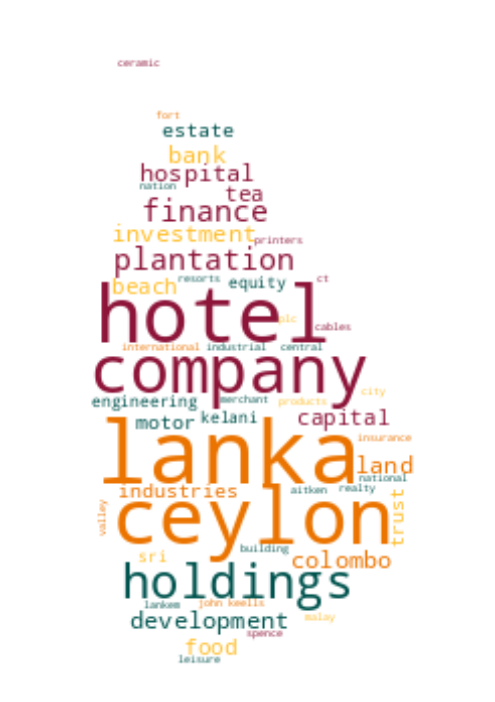 ceramic
fort
estate
bank
hospital
nation
tea
finance
investment
printers
plantation
resorts
ct
beach
equity
hotel
plc
cables
international
industrial
central
company
city
engineering
merchant
products
capital
motor
kelani
lanka
insurance
land
national
industries
aitken
realty
trust
valley
ceylon
building
sri
colombo
holdings
lankem
john keells
development
malay
spence
food
leisure